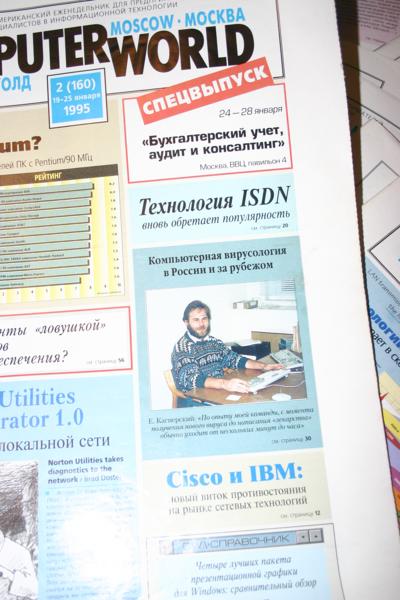 МЕРИКАНСКИЙ ЕЖЕНЕДЕЛЬНИК ДЛЯ
ЦИАЛИСТОВ В ИНФОРМАЦИОННОЙ ТЕХНОЛОГИИ
MOSCOW · МОСКВА
PUTERWORLD
ОЛД
2 (160)
19-25 января
1995
СПЕЦВЫПУСК
24—28 января
«Бухгалтерский учет,
аудит и консалтинг»
Москва, ВВЦ, павильон 4
um?
лей ПК с Pentium/90 МГц
РЕЙТИНГ
Технология ISDN
вновь обретает популярность
см. страницу 20
Компьютерная вирусология
в России и за рубежом
нты «ловушкой»
ов
еспечения?
см. страницу 56
Е. Касперский: «По опыту моей команды, с момента
получения нового вируса до написания «лекарства»
обычно уходит от нескольких минут до часа»
см. страницу 30
Utilities
rator 1.0
локальной сети
Norton Utilities takes
diagnostics to the
network
Cisco и IBM:
новый виток противостояния
на рынке сетевых технологий
см. страницу 12
Д-СПРАВОЧНИК
Четыре лучших пакета
презентационной графики
для Windows: сравнительный обзор